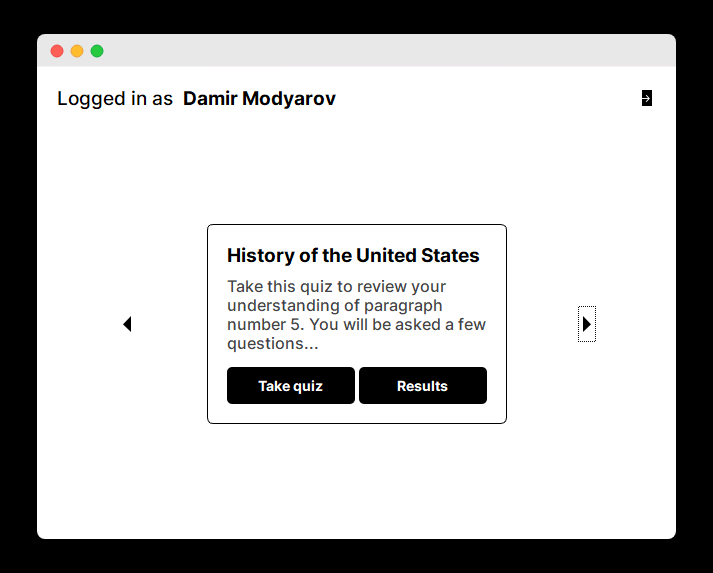 Logged in as Damir Modyarov
History of the United States
Take this quiz to review your
understanding of paragraph
number 5. You will be asked a few
questions...
Take quiz
Results